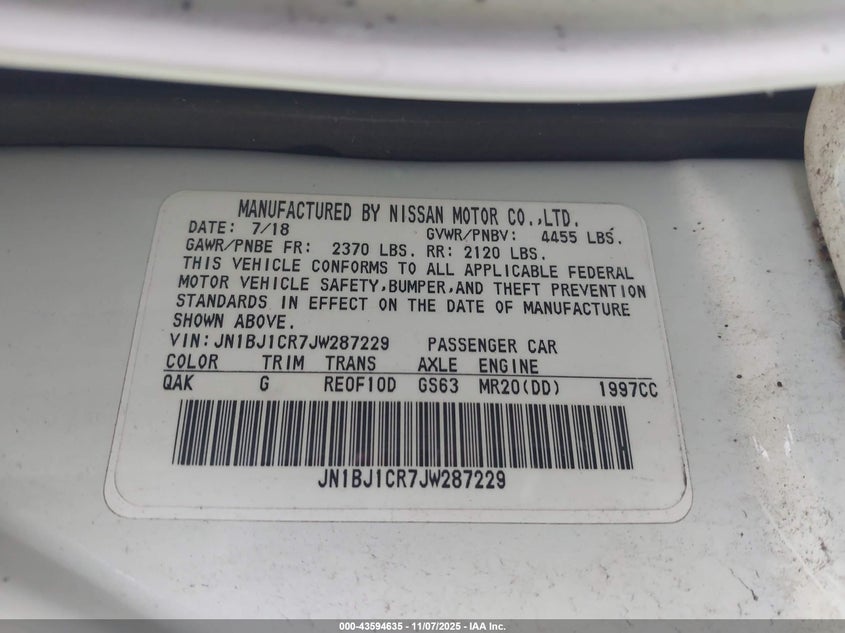 MANUFACTURED BY NISSAN MOTOR CO.,LTD.
DATE: 7/18 GVWR/PNBV: 4455 LBS.
GAWR/PNBE FR: 2370 LBS. RR: 2120 LBS.
THIS VEHICLE CONFORMS TO ALL APPLICABLE FEDERAL
MOTOR VEHICLE SAFETY,BUMPER,AND THEFT PREVENTION
STANDARDS IN EFFECT ON THE DATE OF MANUFACTURE
SHOWN ABOVE.
VIN:JN1BJ1CR7JW287229 PASSENGER CAR
COLOR TRIM TRANS AXLE ENGINE
QAK G RE0F10D GS63 MR20(DD) 1997CC
JN1BJ1CR7JW287229
000-43594635 - 11/07/2025 - IAA Inc.